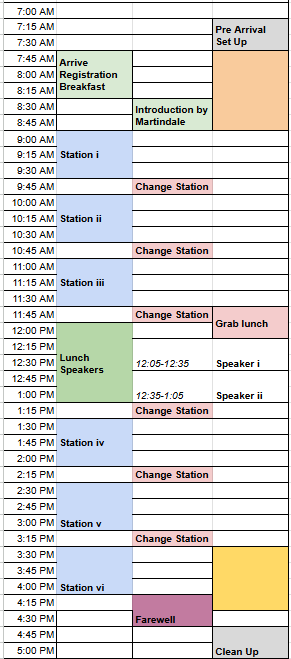 7:00 AM
7:15 AM Pre Arrival
7:30 AM Set Up
7:45 AM Arrive
8:00 AM Registration
8:15 AM Breakfast
8:30 AM Introduction by
8:45 AM Martindale
9:00 AM
9:15 AM Station i
9:30 AM
9:45 AM Change Station
10:00 AM
10:15 AM Station ii
10:30 AM
10:45 AM Change Station
11:00 AM
11:15 AM Station iii
11:30 AM
11:45 AM Change Station Grab lunch
12:00 PM
12:15 PM
12:30 PM Lunch Speakers 12:05-12:35 Speaker i
12:45 PM
1:00 PM 12:35-1:05 Speaker ii
1:15 PM Change Station
1:30 PM
1:45 PM Station iv
2:00 PM
2:15 PM Change Station
2:30 PM
2:45 PM
3:00 PM Station v
3:15 PM Change Station
3:30 PM
3:45 PM
4:00 PM Station vi
4:15 PM
4:30 PM Farewell
4:45 PM
5:00 PM Clean Up